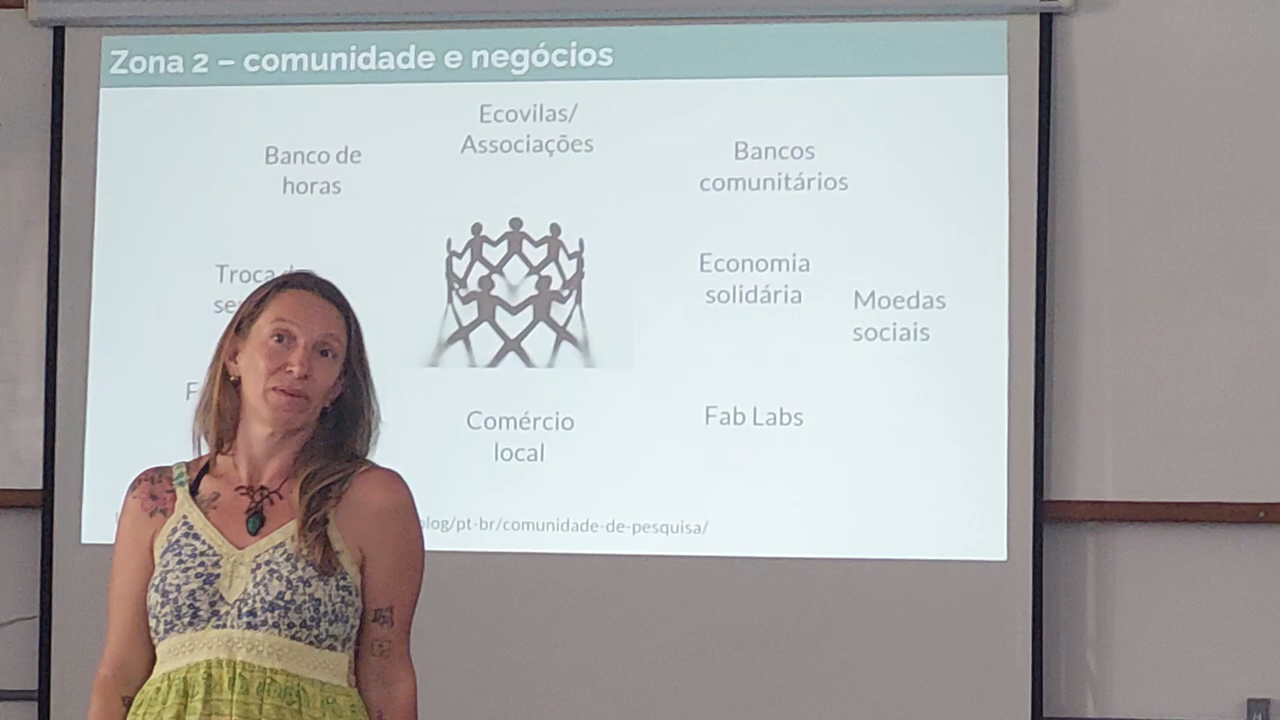 Zona 2 – comunidade e negócios
Ecovilas/
Associações
Banco de
horas
Bancos
comunitários
Troca
Economia
solidária
Moedas
sociais
Comércio
local
Fab Labs
blog/pt-br/comunidade-de-pesquisa/